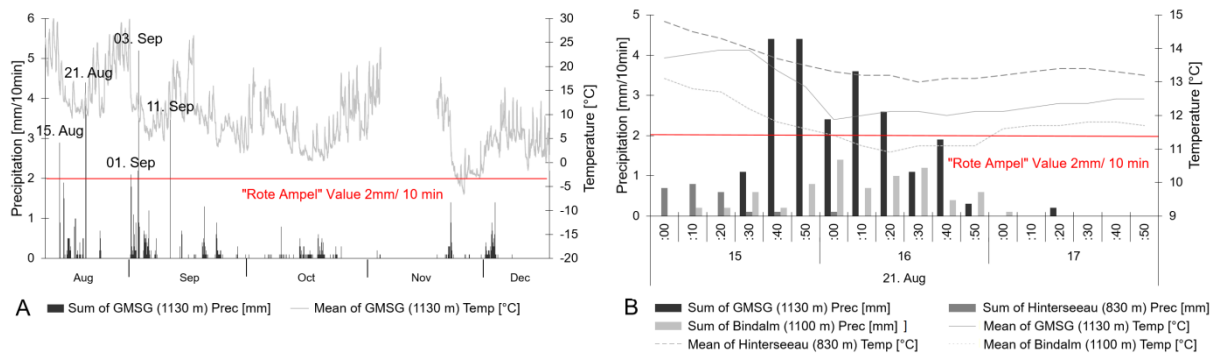 Precipitation [mm/10min]
6
5
4
3
2
1
0
03. Sep
21. Aug
11. Sep
15. Aug
01. Sep
"Rote Ampel" Value 2mm/ 10 min
30
25
20
15
10
5
0
-5
-10
-15
-20
Temperature [°C]
Aug Sep Oct Nov Dec
A
Sum of GMSG (1130 m) Prec [mm] Mean of GMSG (1130 m) Temp [°C]
Precipitation [mm/10min]
5
4
3
2
1
0
"Rote Ampel" Value 2mm/ 10 min
15
14
13
12
11
10
9
Temperature [°C]
:00 :10 :20 :30 :40 :50 :00 :10 :20 :30 :40 :50 :00 :10 :20 :30 :40 :50
15 16 17
21. Aug
B
Sum of GMSG (1130 m) Prec [mm] Sum of Hinterseeau (830 m) Prec [mm]
Sum of Bindalm (1100 m) Prec [mm] ] Mean of GMSG (1130 m) Temp [°C]
Mean of Hinterseeau (830 m) Temp [°C] Mean of Bindalm (1100 m) Temp [°C]